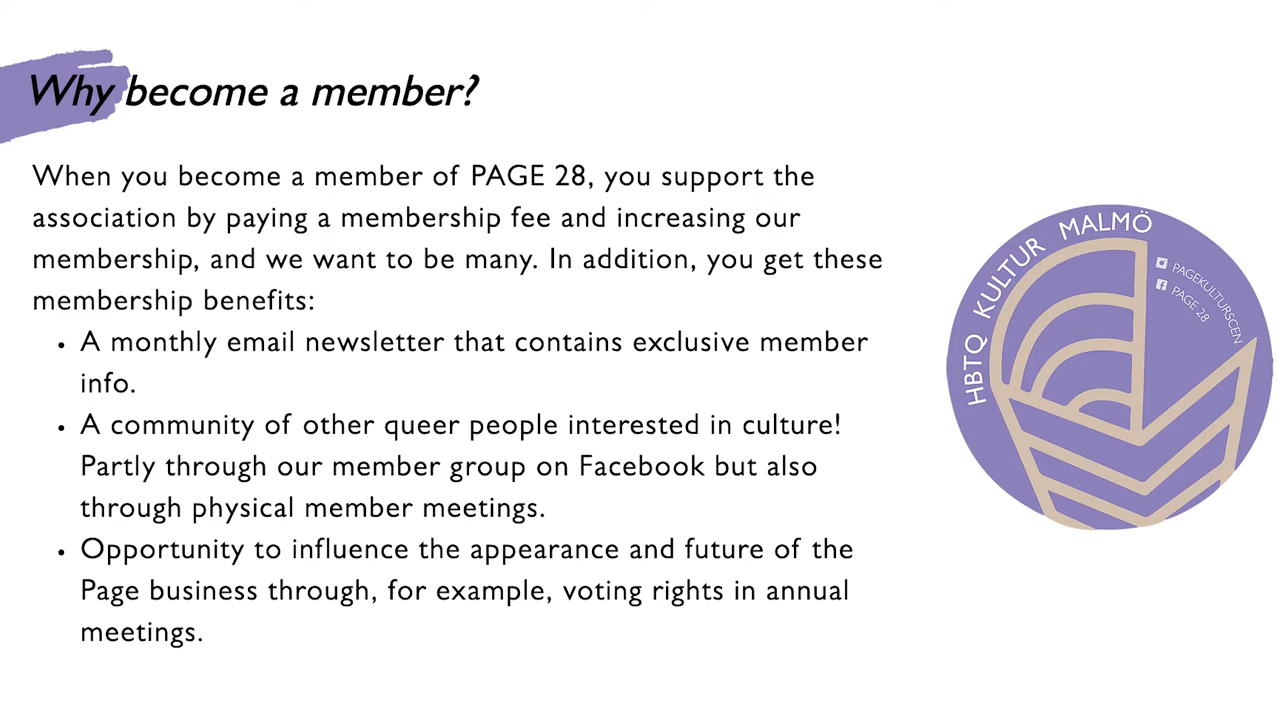 Why become a member?
When you become a member of PAGE 28, you support the
association by paying a membership fee and increasing our
membership, and we want to be many. In addition, you get these
membership benefits:
• A monthly email newsletter that contains exclusive member
info.
• A community of other queer people interested in culture!
Partly through our member group on Facebook but also
through physical member meetings.
• Opportunity to influence the appearance and future of the
Page business through, for example, voting rights in annual
meetings.
HBTQ KULTUR MALMÖ
PAGEKULTURSCEN
PAGE 28